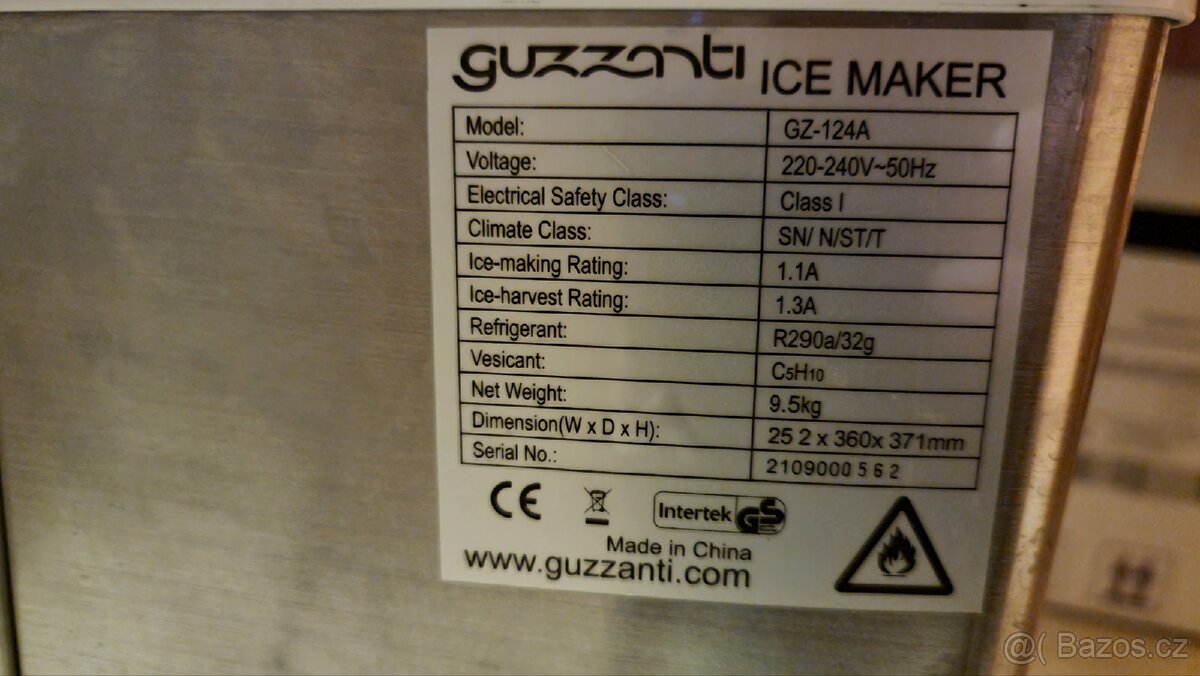 guzzanti ICE MAKER
Model: GZ-124A
Voltage: 220-240V~50Hz
Electrical Safety Class: Class I
Climate Class: SN/ N/ST/T
Ice-making Rating: 1.1A
Ice-harvest Rating: 1.3A
Refrigerant: R290a/32g
Vesicant: C5H10
Net Weight: 9.5kg
Dimension(W x D x H): 25 2 x 360x 371mm
Serial No.: 2109000 5 6 2
CE Intertek GS
Made in China
www.guzzanti.com
@( Bazos.cz